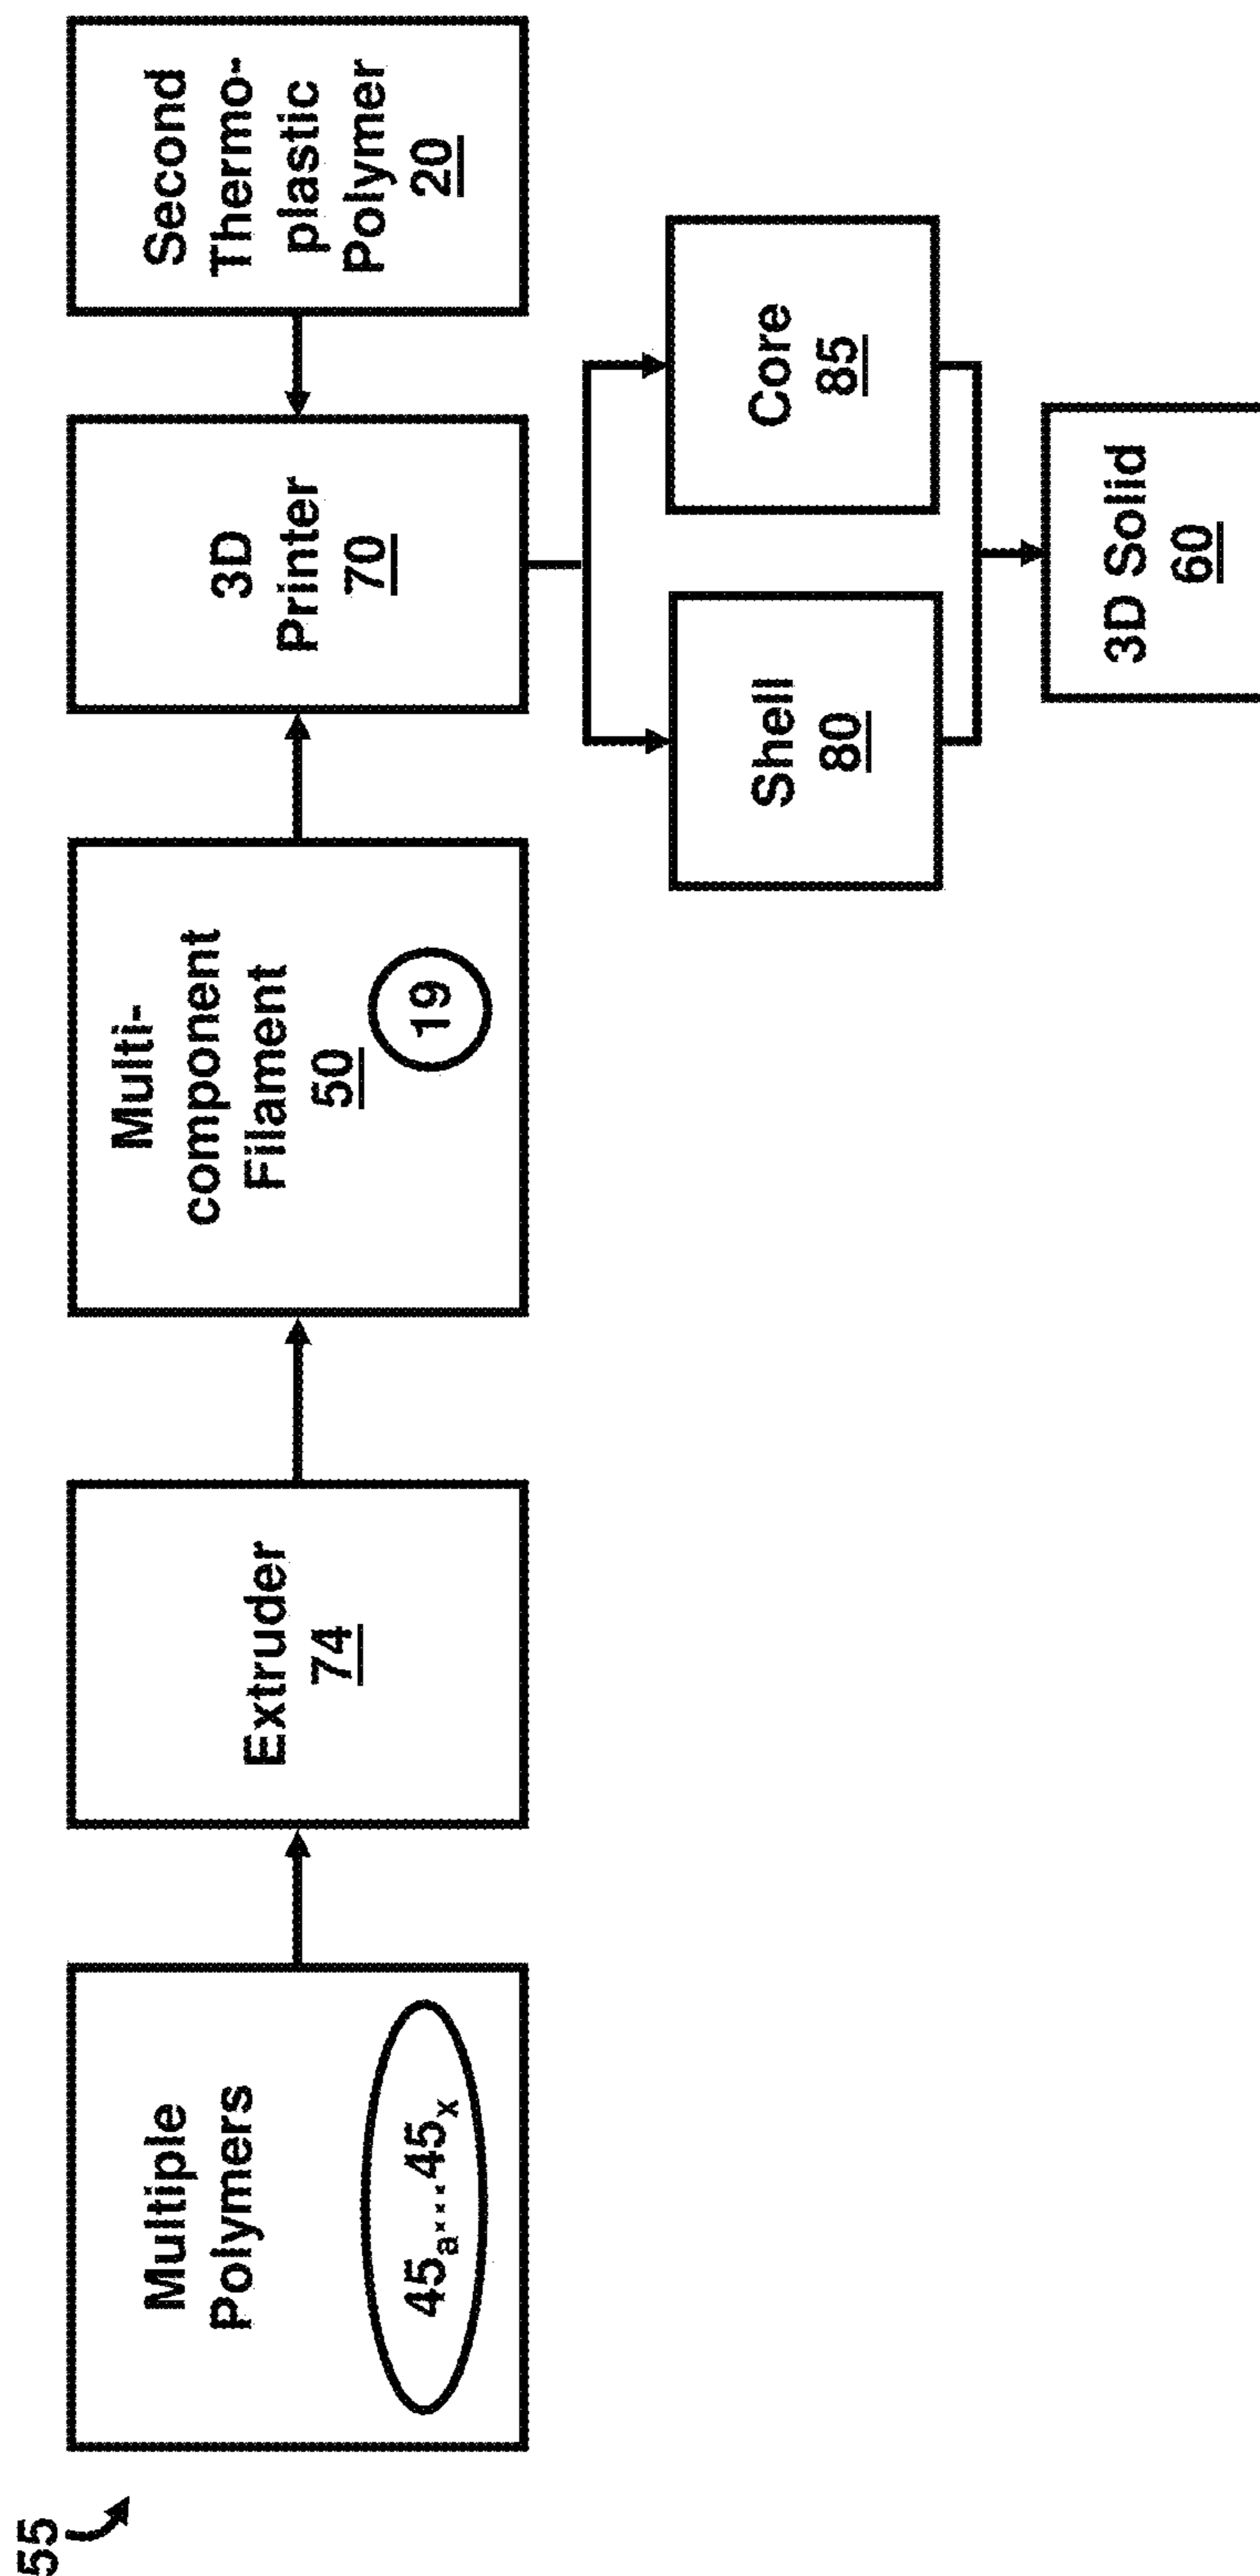 55
Multiple
Polymers
45a...45x
Extruder
74
Multi-
component
Filament
50
19
3D
Printer
70
Second
Thermo-
plastic
Polymer
20
Shell
80
Core
85
3D Solid
60